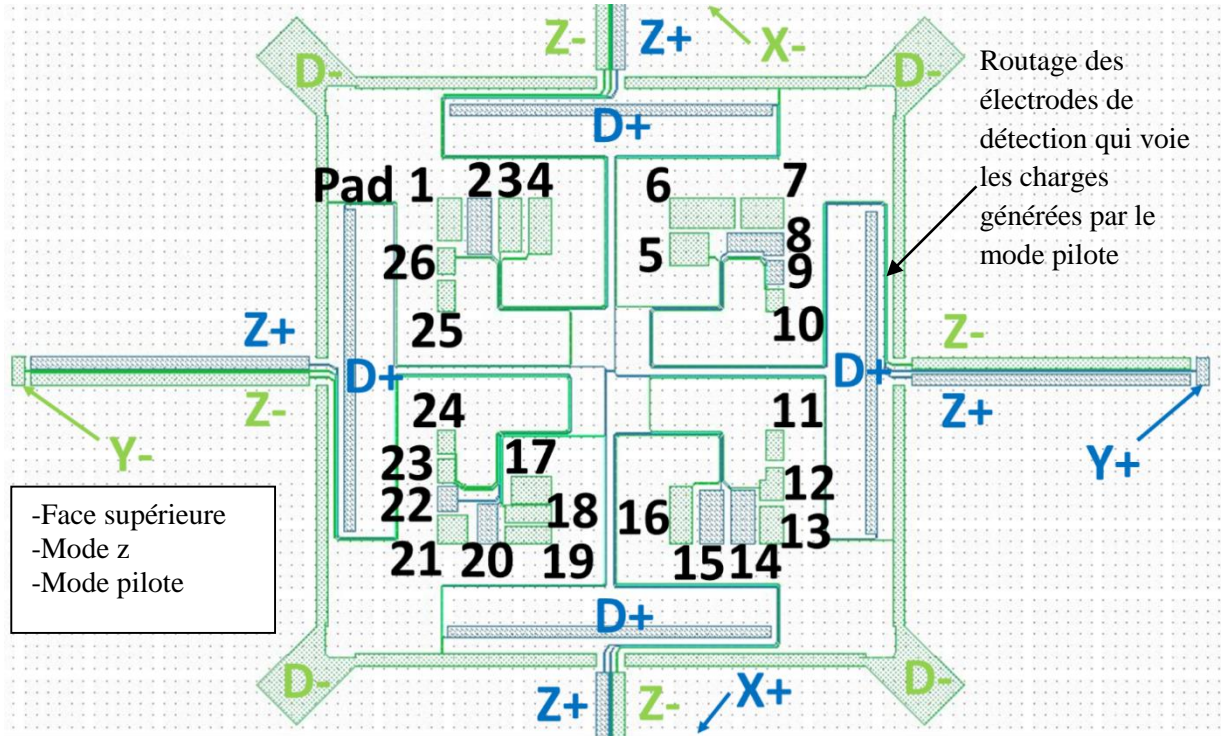 Z- Z+ X-
D- D-
D+
Routage des
électrodes de
détection qui voie
les charges
générées par le
mode pilote
Pad 1 2 3 4 6 7
26 5 8
9
25 10
Z+ Z-
D+ D+
Z- Z+
24 11
Y- Y+
23 17 12
22
16 18 13
21 20 19 15 14
-Face supérieure
-Mode z
-Mode pilote
D+
D- D-
Z+ Z- X+